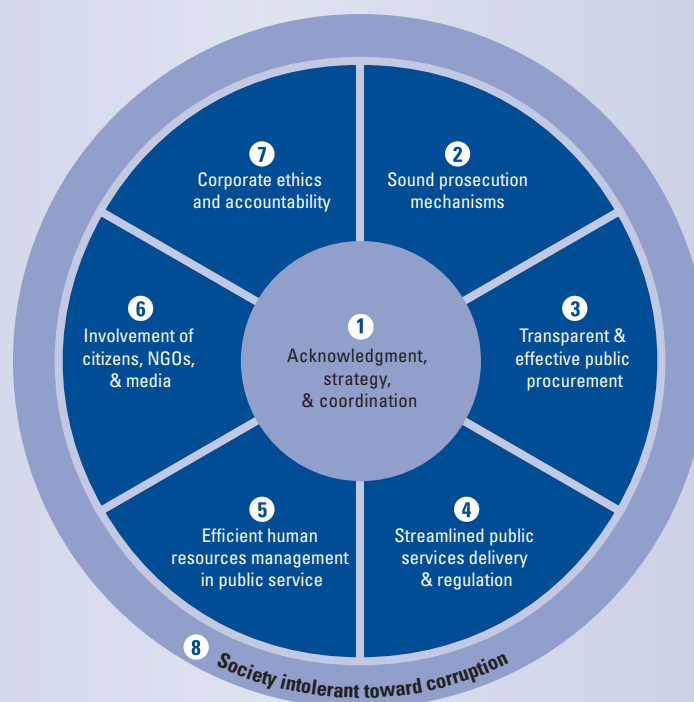 7
Corporate ethics
and accountability
2
Sound prosecution
mechanisms
6
Involvement of
citizens, NGOs,
& media
1
Acknowledgment,
strategy,
& coordination
3
Transparent &
effective public
procurement
5
Efficient human
resources management
in public service
4
Streamlined public
services delivery
& regulation
8
Society intolerant toward corruption